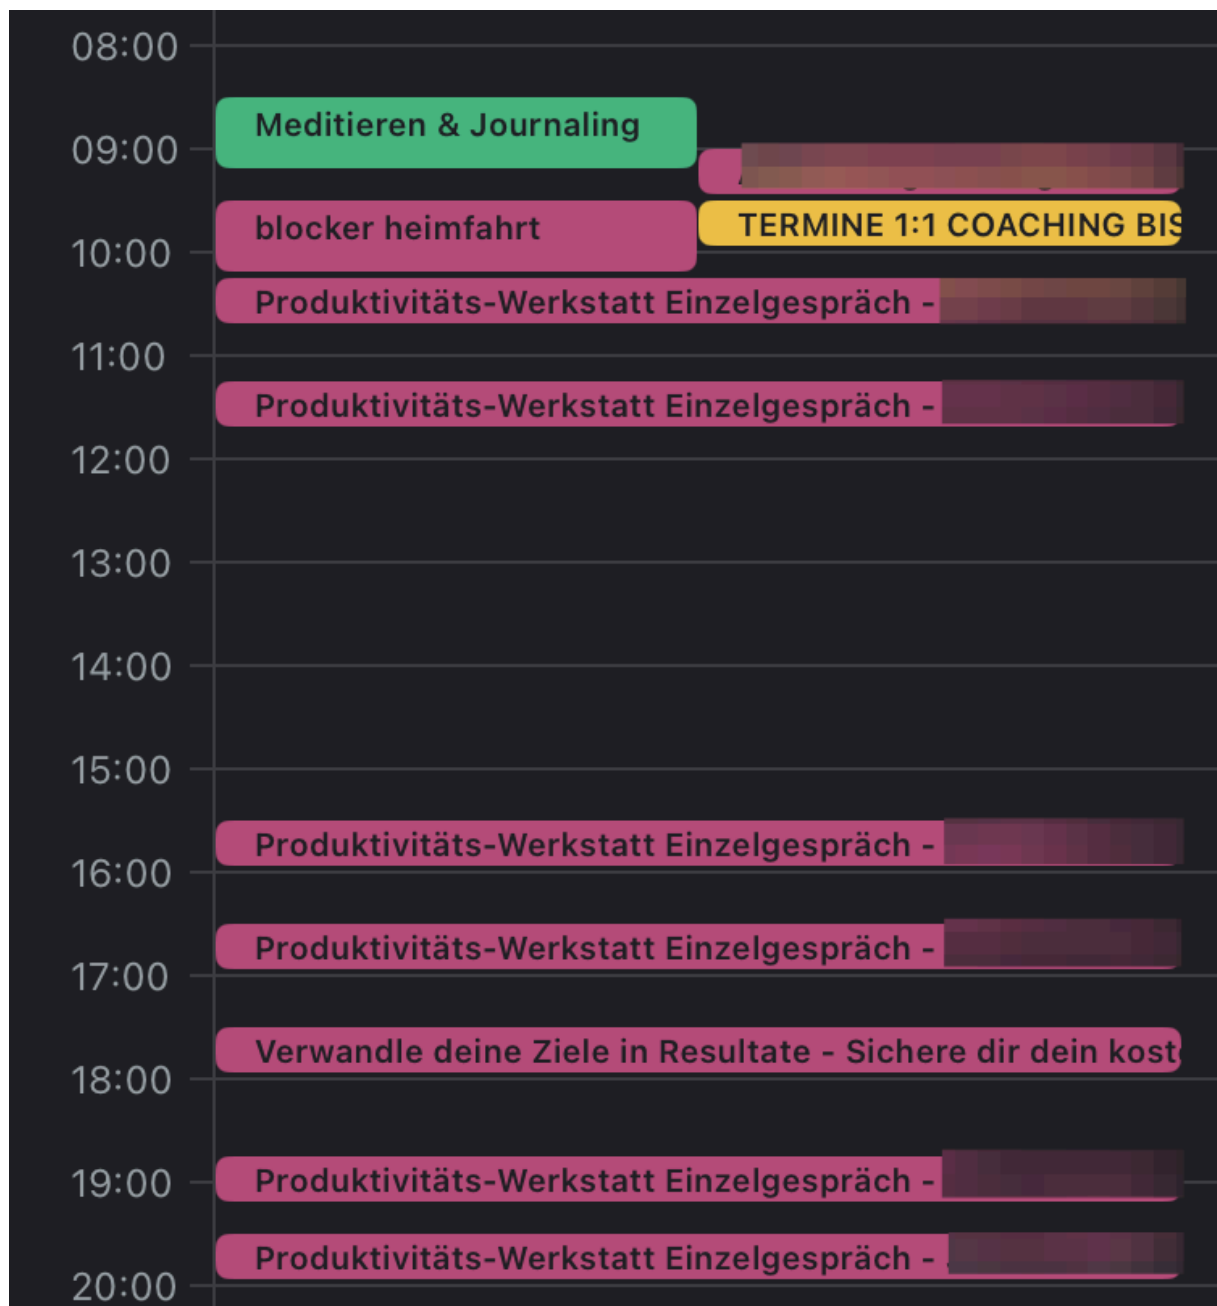 08:00
Meditieren & Journaling
09:00
blocker heimfahrt
TERMINE 1:1 COACHING BIS
10:00
Produktivitäts-Werkstatt Einzelgespräch -
11:00
Produktivitäts-Werkstatt Einzelgespräch -
12:00
13:00
14:00
15:00
Produktivitäts-Werkstatt Einzelgespräch -
16:00
Produktivitäts-Werkstatt Einzelgespräch -
17:00
Verwandle deine Ziele in Resultate - Sichere dir dein kost
18:00
Produktivitäts-Werkstatt Einzelgespräch -
19:00
Produktivitäts-Werkstatt Einzelgespräch -
20:00